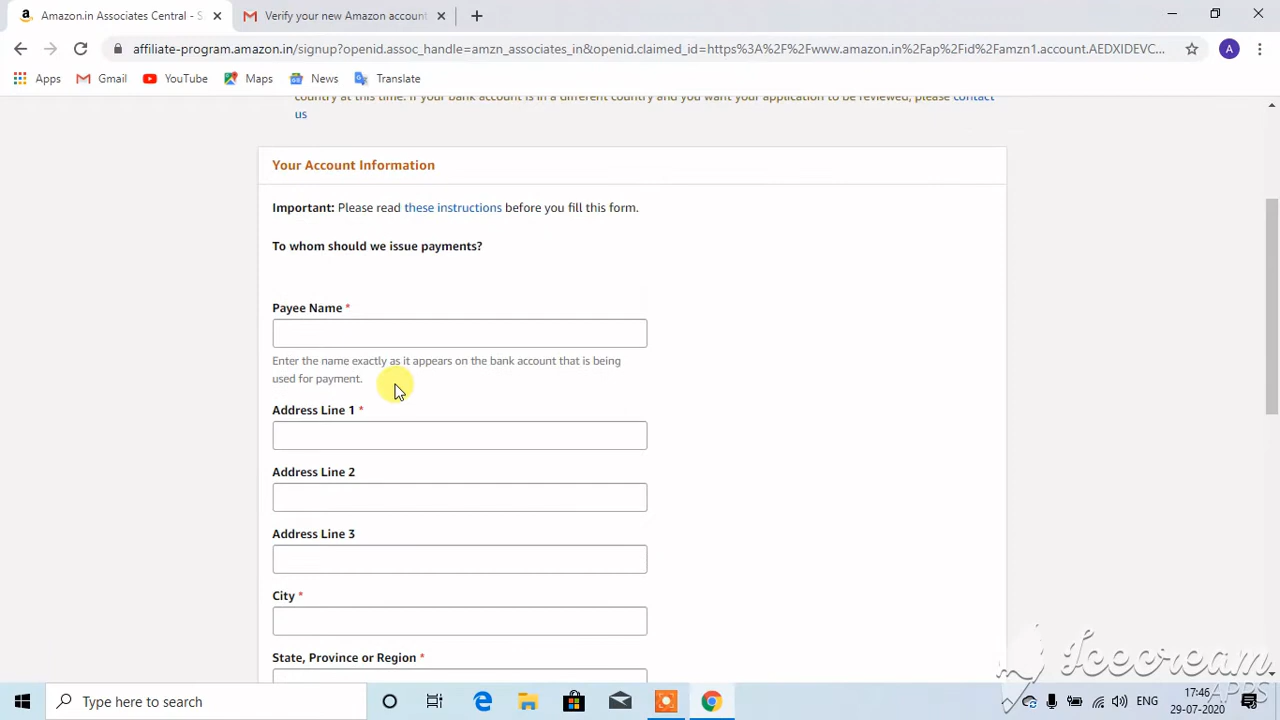 Amazon.in Associates Central - S
Verify your new Amazon account
affiliate-program.amazon.in/signup?openid.assoc_handle=amzn_associates_in&openid.claimed_id=https%3A%2F%2Fwww.amazon.in%2Fap%2Fid%2Famzn1.account.AEDXIDEVC...
A
Apps
Gmail
YouTube
Maps
News
Translate
country at this time. If your bank account is in a different country and you want your application to be reviewed, please contact
us
Your Account Information
Important: Please read these instructions before you fill this form.
To whom should we issue payments?
Payee Name *
Enter the name exactly as it appears on the bank account that is being
used for payment.
Address Line 1 *
Address Line 2
Address Line 3
City *
State, Province or Region *
Icecream
APPS
Type here to search
ENG
17:46
29-07-2020